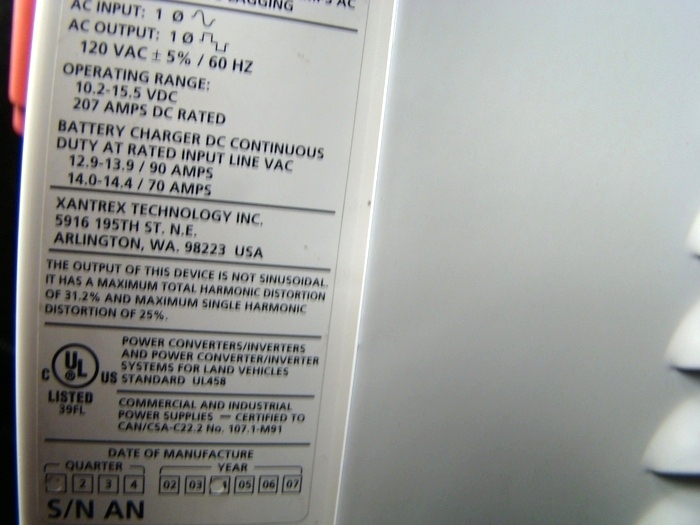 LAGGING
AC INPUT: 1 Ø
AC OUTPUT: 1 Ø
120 VAC ± 5% / 60 HZ
OPERATING RANGE:
10.2-15.5 VDC
207 AMPS DC RATED
BATTERY CHARGER DC CONTINUOUS
DUTY AT RATED INPUT LINE VAC
12.9-13.9 / 90 AMPS
14.0-14.4 / 70 AMPS
XANTREX TECHNOLOGY INC.
5916 195TH ST. N.E.
ARLINGTON, WA. 98223 USA
THE OUTPUT OF THIS DEVICE IS NOT SINUSOIDAL.
IT HAS A MAXIMUM TOTAL HARMONIC DISTORTION
OF 31.2% AND MAXIMUM SINGLE HARMONIC
DISTORTION OF 25%.
C UL US
LISTED
39FL
POWER CONVERTERS/INVERTERS
AND POWER CONVERTER/INVERTER
SYSTEMS FOR LAND VEHICLES
STANDARD UL458
COMMERCIAL AND INDUSTRIAL
POWER SUPPLIES — CERTIFIED TO
CAN/CSA-C22.2 No. 107.1-M91
DATE OF MANUFACTURE
QUARTER YEAR
2 3 4 02 03 05 06 07
S/N AN